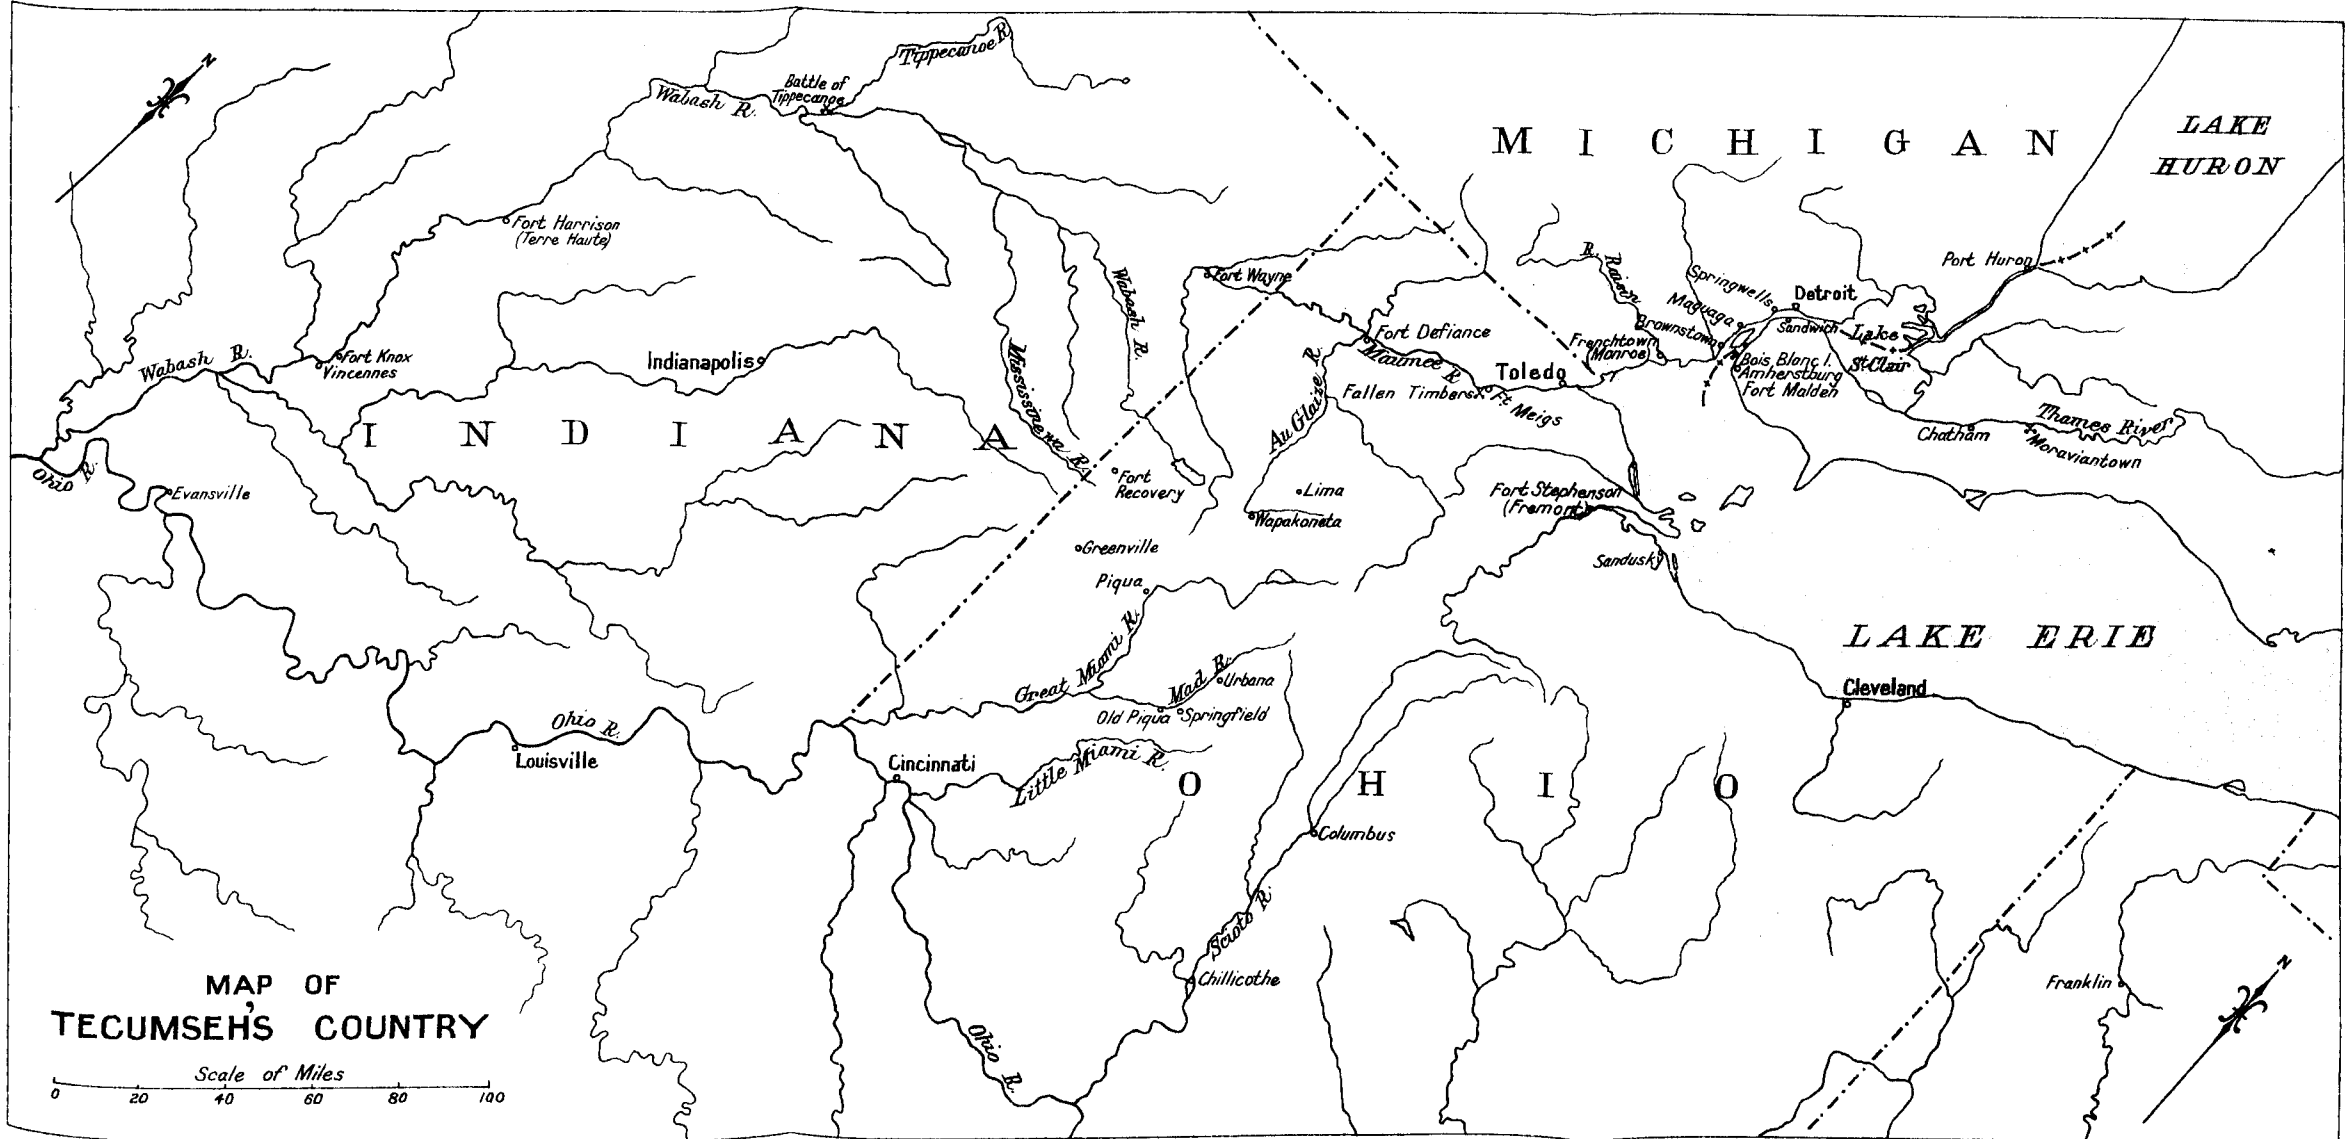 N
Tippecanoe R.
Battle of
Tippecanoe
Wabash R.
MICHIGAN
LAKE
HURON
Fort Harrison
(Terre Haute)
Port Huron
R. Raisin
Springwells
Detroit
Maguaga
Sandwich
Brownstown
Lake
St. Clair
Frenchtown
Monroe
Bois Blanc I.
Amherstburg
Fort Malden
Fort Wayne
Wabash R.
Fort Defiance
Maumee R.
Toledo
Fallen Timbers
Ft. Meigs
Au Glaize R.
Wabash R.
Fort Knox
Vincennes
Indianapolis
Mississinewa R.
INDIANA
Thames River
Chatham
Moraviantown
Ohio R.
Evansville
Fort
Recovery
Lima
Wapakoneta
Fort Stephenson
(Fremont)
Sandusky
Greenville
Piqua
Great Miami R.
Mad R.
Urbana
Old Piqua
Springfield
LAKE ERIE
Cleveland
Ohio R.
Louisville
Cincinnati
Little Miami R.
OHIO
Columbus
Scioto R.
Chillicothe
Ohio R.
Franklin
N
MAP OF
TECUMSEH'S COUNTRY
Scale of Miles
0 20 40 60 80 100